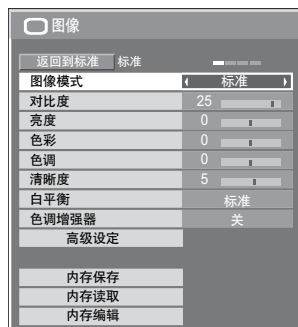 图像
返回到标准 标准
图像模式 标准
对比度 25
亮度 0
色彩 0
色调 0
清晰度 5
白平衡 标准
色调增强器 关
高级设定
内存保存
内存读取
内存编辑